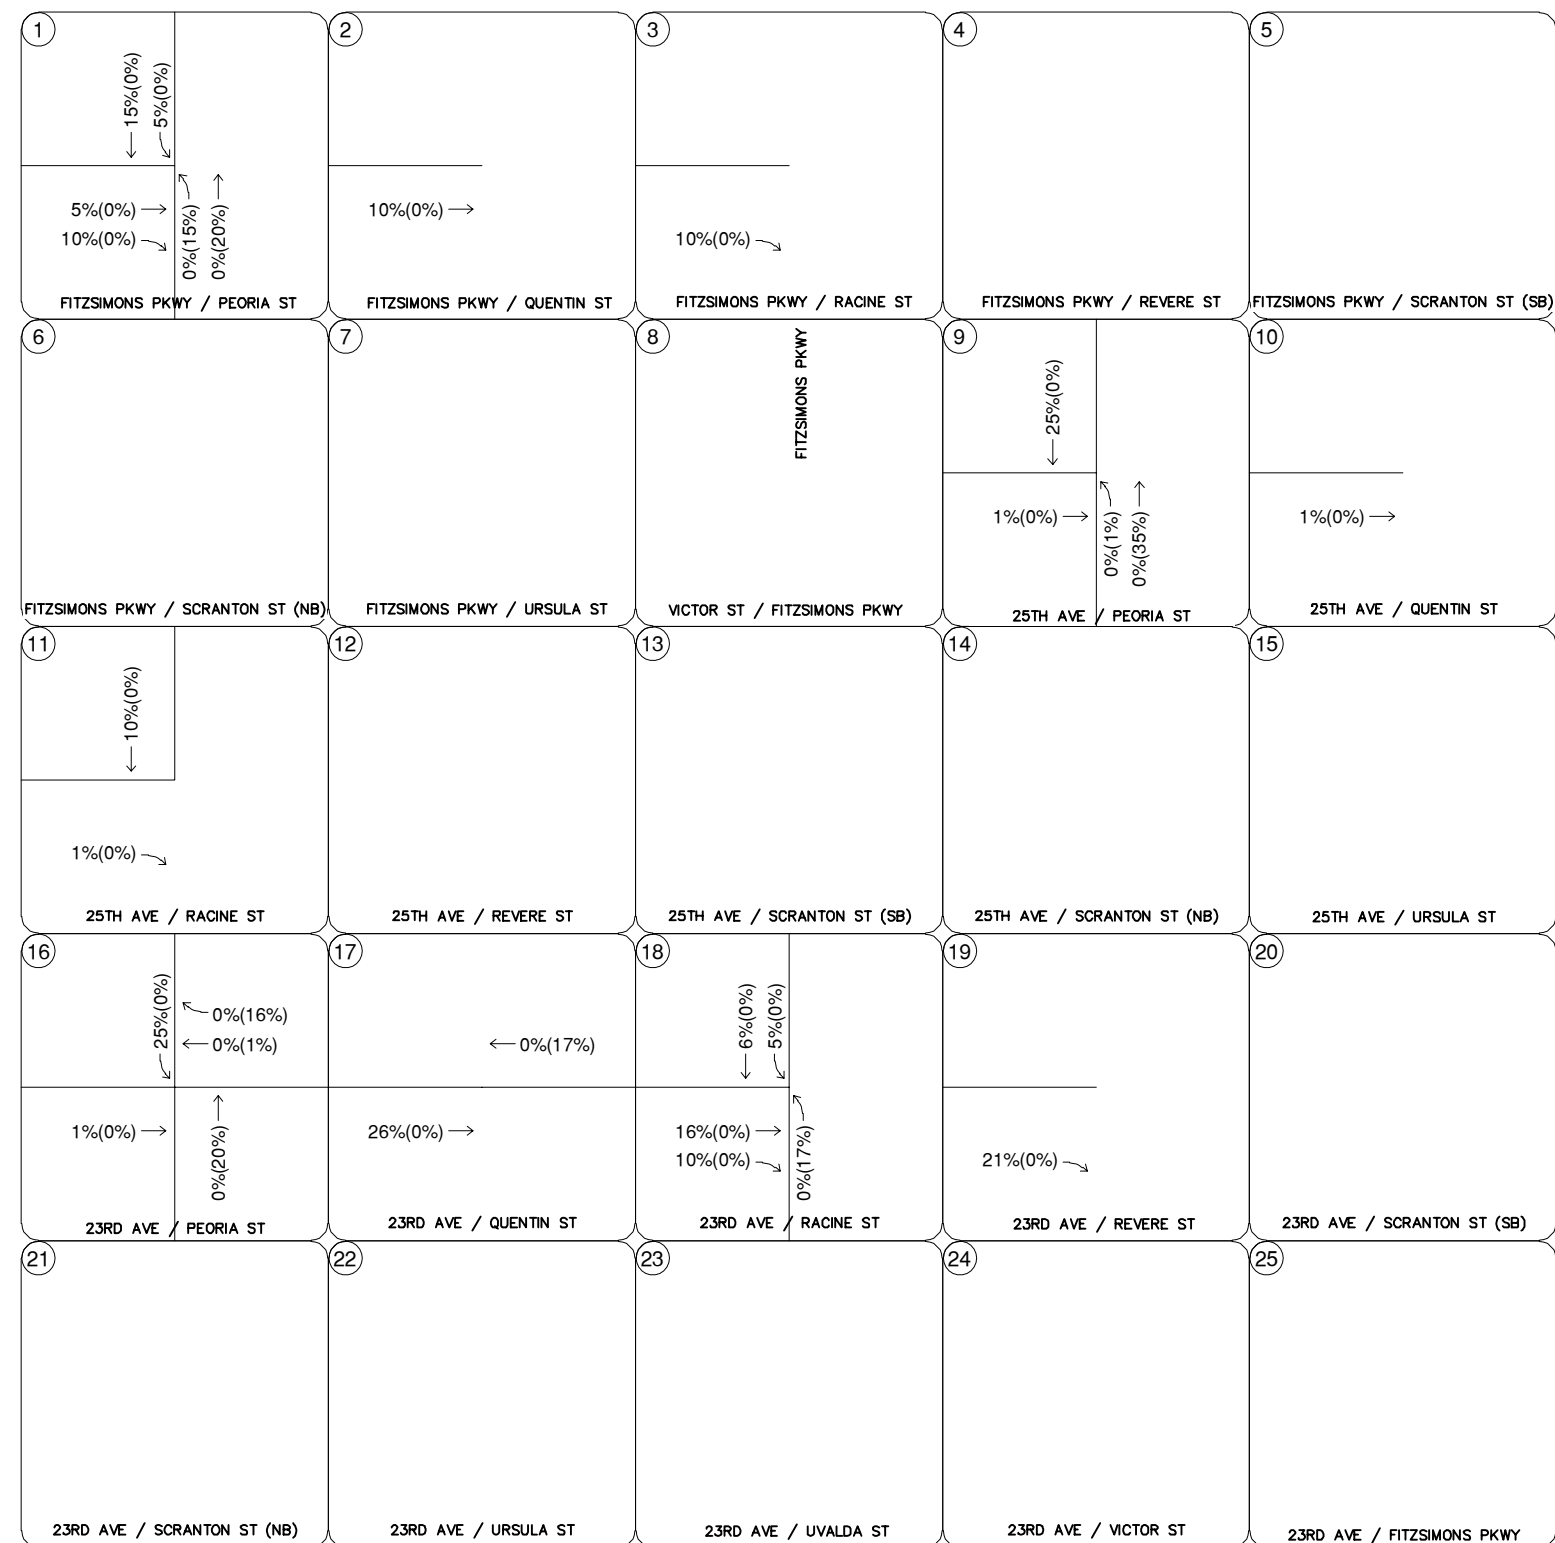 1
15%(0%)
5%(0%)
5%(0%)
10%(0%)
0%(15%)
0%(20%)
FITZSIMONS PKWY / PEORIA ST
2
10%(0%)
FITZSIMONS PKWY / QUENTIN ST
3
10%(0%)
FITZSIMONS PKWY / RACINE ST
4
FITZSIMONS PKWY / REVERE ST
5
FITZSIMONS PKWY / SCRANTON ST (SB)
6
FITZSIMONS PKWY / SCRANTON ST (NB)
7
FITZSIMONS PKWY / URSULA ST
8
FITZSIMONS PKWY
VICTOR ST / FITZSIMONS PKWY
9
25%(0%)
1%(0%)
0%(1%)
0%(35%)
25TH AVE / PEORIA ST
10
1%(0%)
25TH AVE / QUENTIN ST
11
10%(0%)
1%(0%)
25TH AVE / RACINE ST
12
25TH AVE / REVERE ST
13
25TH AVE / SCRANTON ST (SB)
14
25TH AVE / SCRANTON ST (NB)
15
25TH AVE / URSULA ST
16
25%(0%)
0%(16%)
0%(1%)
1%(0%)
0%(20%)
23RD AVE / PEORIA ST
17
0%(17%)
26%(0%)
23RD AVE / QUENTIN ST
18
6%(0%)
5%(0%)
16%(0%)
10%(0%)
0%(17%)
23RD AVE / RACINE ST
19
21%(0%)
23RD AVE / REVERE ST
20
23RD AVE / SCRANTON ST (SB)
21
23RD AVE / SCRANTON ST (NB)
22
23RD AVE / URSULA ST
23
23RD AVE / UVALDA ST
24
23RD AVE / VICTOR ST
25
23RD AVE / FITZSIMONS PKWY